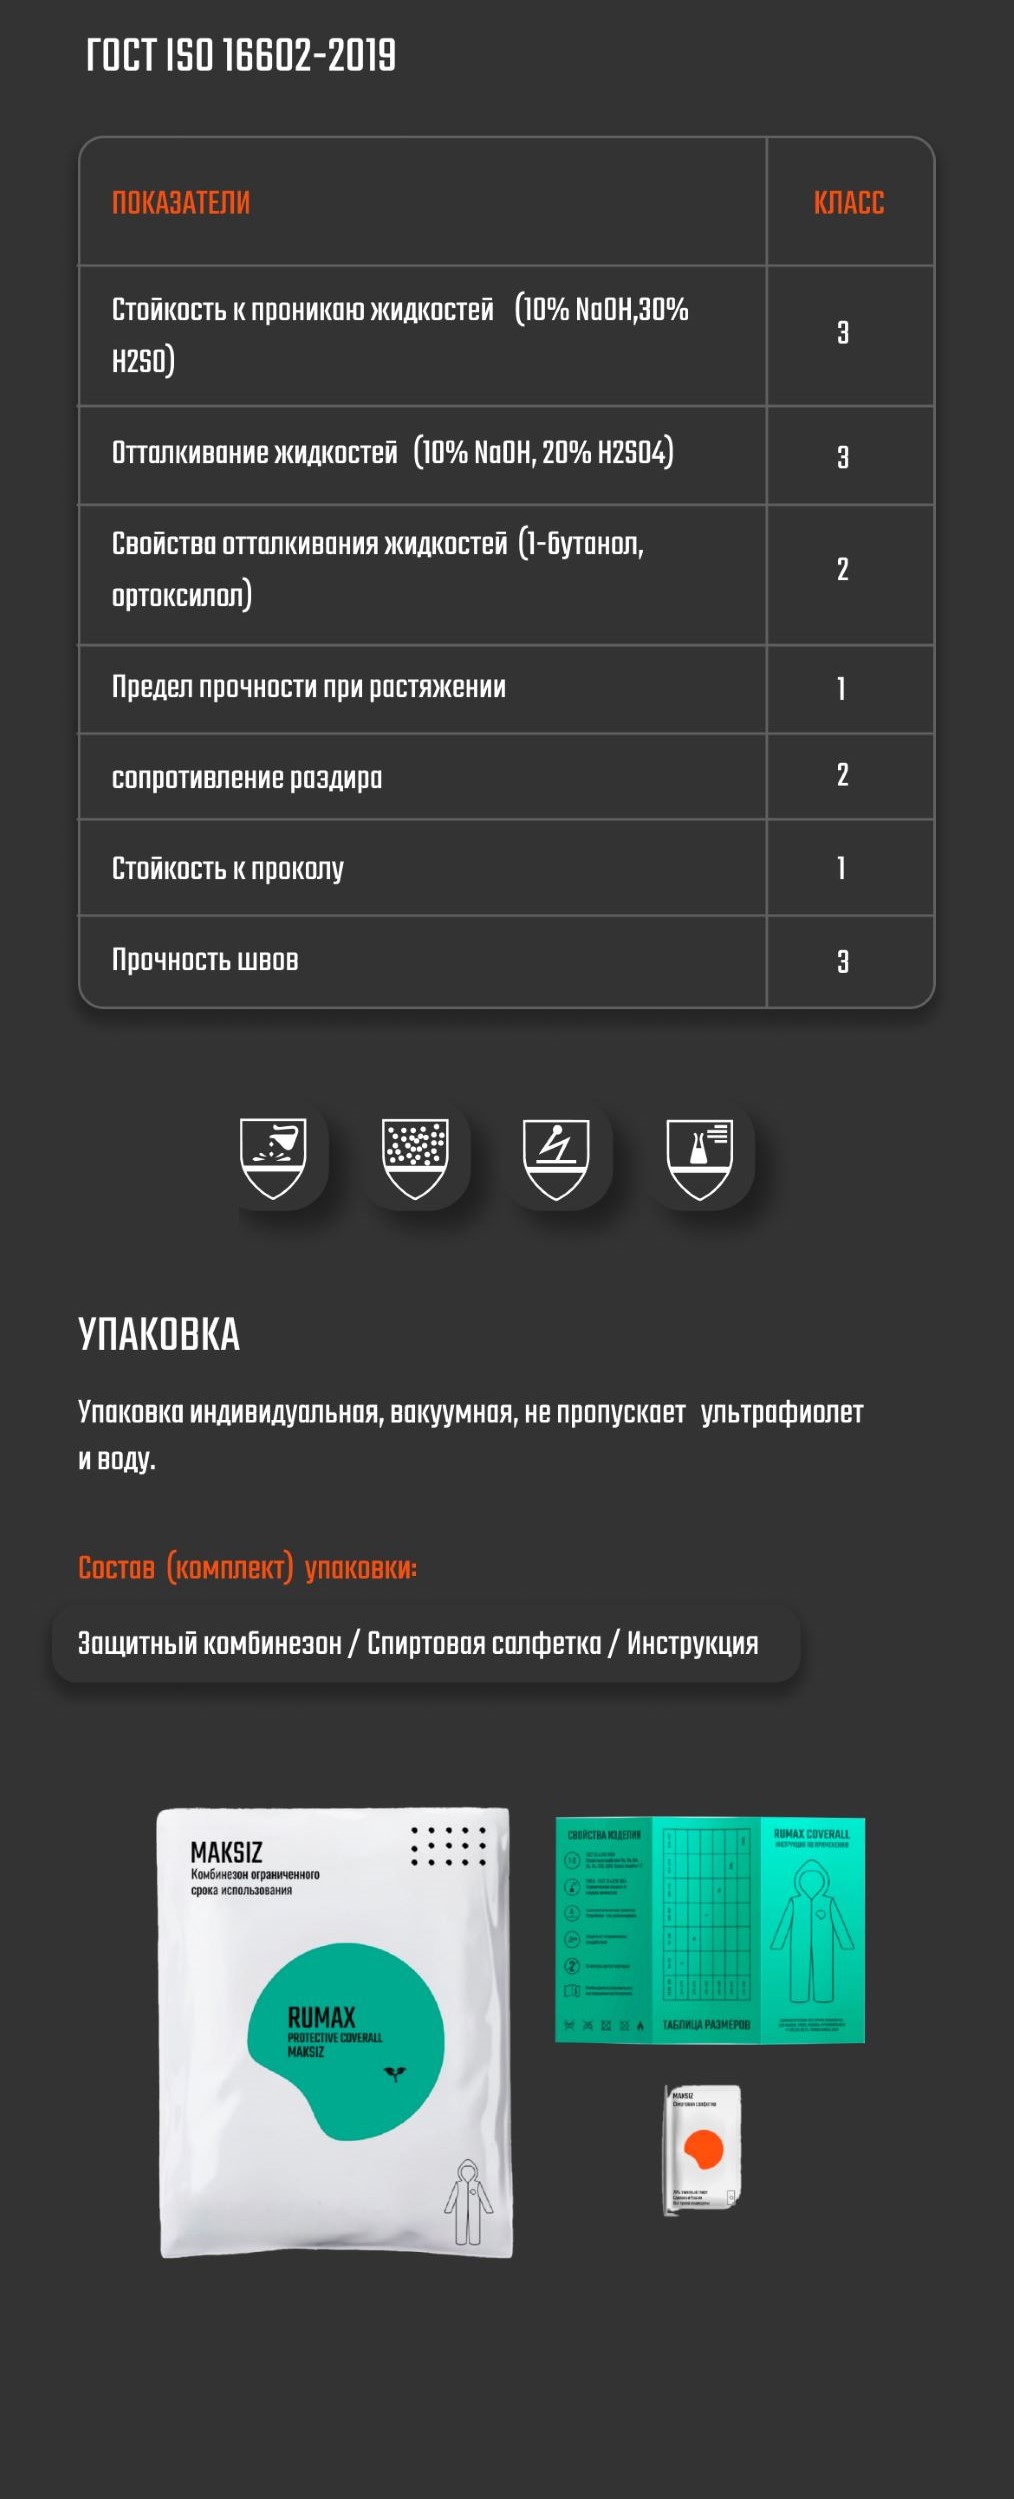 ГОСТ ISO 16602-2019
ПОКАЗАТЕЛИ
КЛАСС
Стойкость к проникаю жидкостей (10% NaOH,30%
H2SO)
3
Отталкивание жидкостей (10% NaOH, 20% H2SO4)
3
Свойства отталкивания жидкостей (1-бутанол,
ортоксилол)
2
Предел прочности при растяжении
1
сопротивление раздира
2
Стойкость к проколу
1
Прочность швов
3
УПАКОВКА
Упаковка индивидуальная, вакуумная, не пропускает ультрафиолет
и воду.
Состав (комплект) упаковки:
Защитный комбинезон / Спиртовая салфетка / Инструкция
MAKSIZ
Комбинезон ограниченного
срока использования
RUMAX
PROTECTIVE COVERALL
MAKSIZ
СВОЙСТВА ИЗДЕЛИЯ
ТАБЛИЦА РАЗМЕРОВ
RUMAX COVERALL
ИНСТРУКЦИЯ ПО ПРИМЕНЕНИЮ
MAKSIZ
Спиртовая салфетка